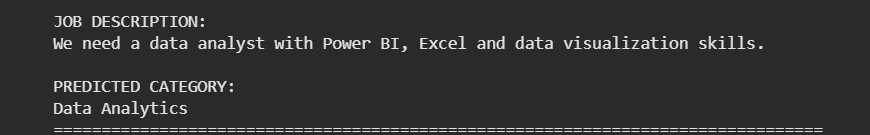 JOB DESCRIPTION:
We need a data analyst with Power BI, Excel and data visualization skills.
PREDICTED CATEGORY:
Data Analytics
================================================================================